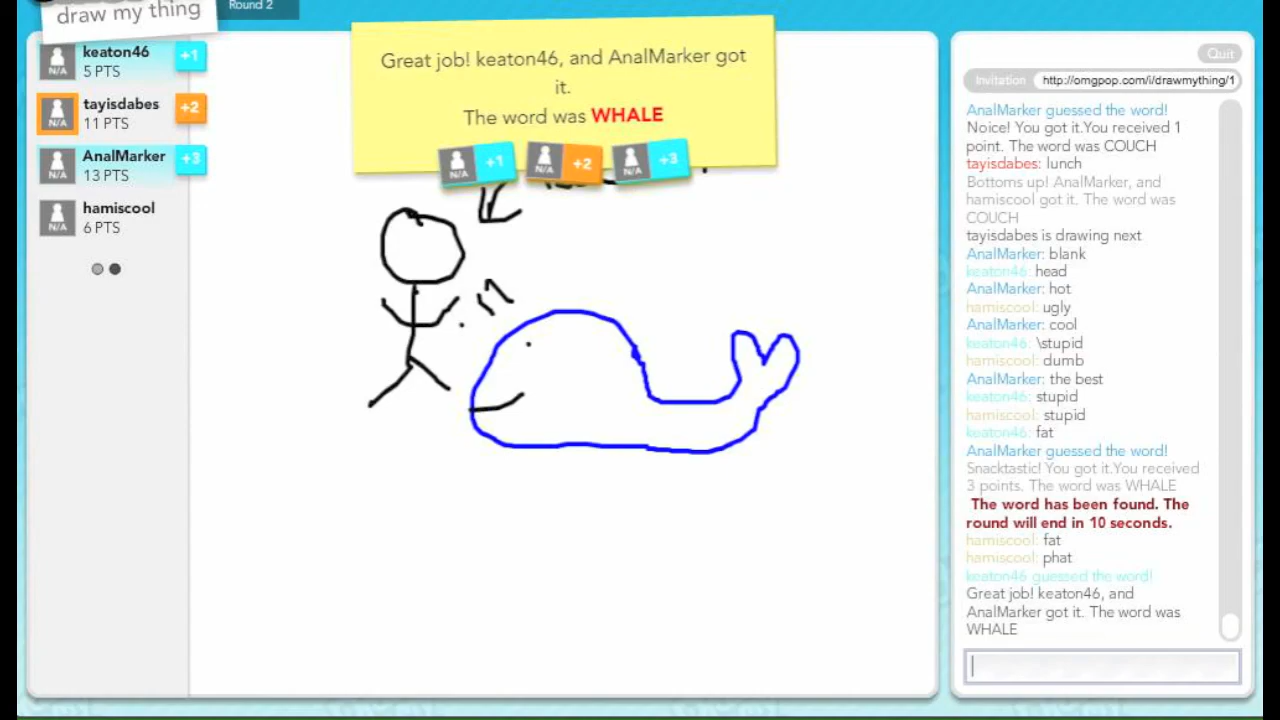 draw my thing
Round 2
keaton46
5 PTS
+1
tayisdabes
11 PTS
+2
AnalMarker
13 PTS
+3
hamiscool
6 PTS
N/A
N/A
N/A
N/A
Great job! keaton46, and AnalMarker got
it.
The word was WHALE
N/A +1
N/A +2
N/A +3
Quit
Invitation http://omgpop.com/i/drawmything/1
AnalMarker guessed the word!
Noice! You got it.You received 1
point. The word was COUCH
tayisdabes: lunch
Bottoms up! AnalMarker, and
hamiscool got it. The word was
COUCH
tayisdabes is drawing next
AnalMarker: blank
keaton46: head
AnalMarker: hot
hamiscool: ugly
AnalMarker: cool
keaton46: \stupid
hamiscool: dumb
AnalMarker: the best
keaton46: stupid
hamiscool: stupid
keaton46: fat
AnalMarker guessed the word!
Snacktastic! You got it.You received
3 points. The word was WHALE
The word has been found. The
round will end in 10 seconds.
hamiscool: fat
hamiscool: phat
keaton46 guessed the word!
Great job! keaton46, and
AnalMarker got it. The word was
WHALE